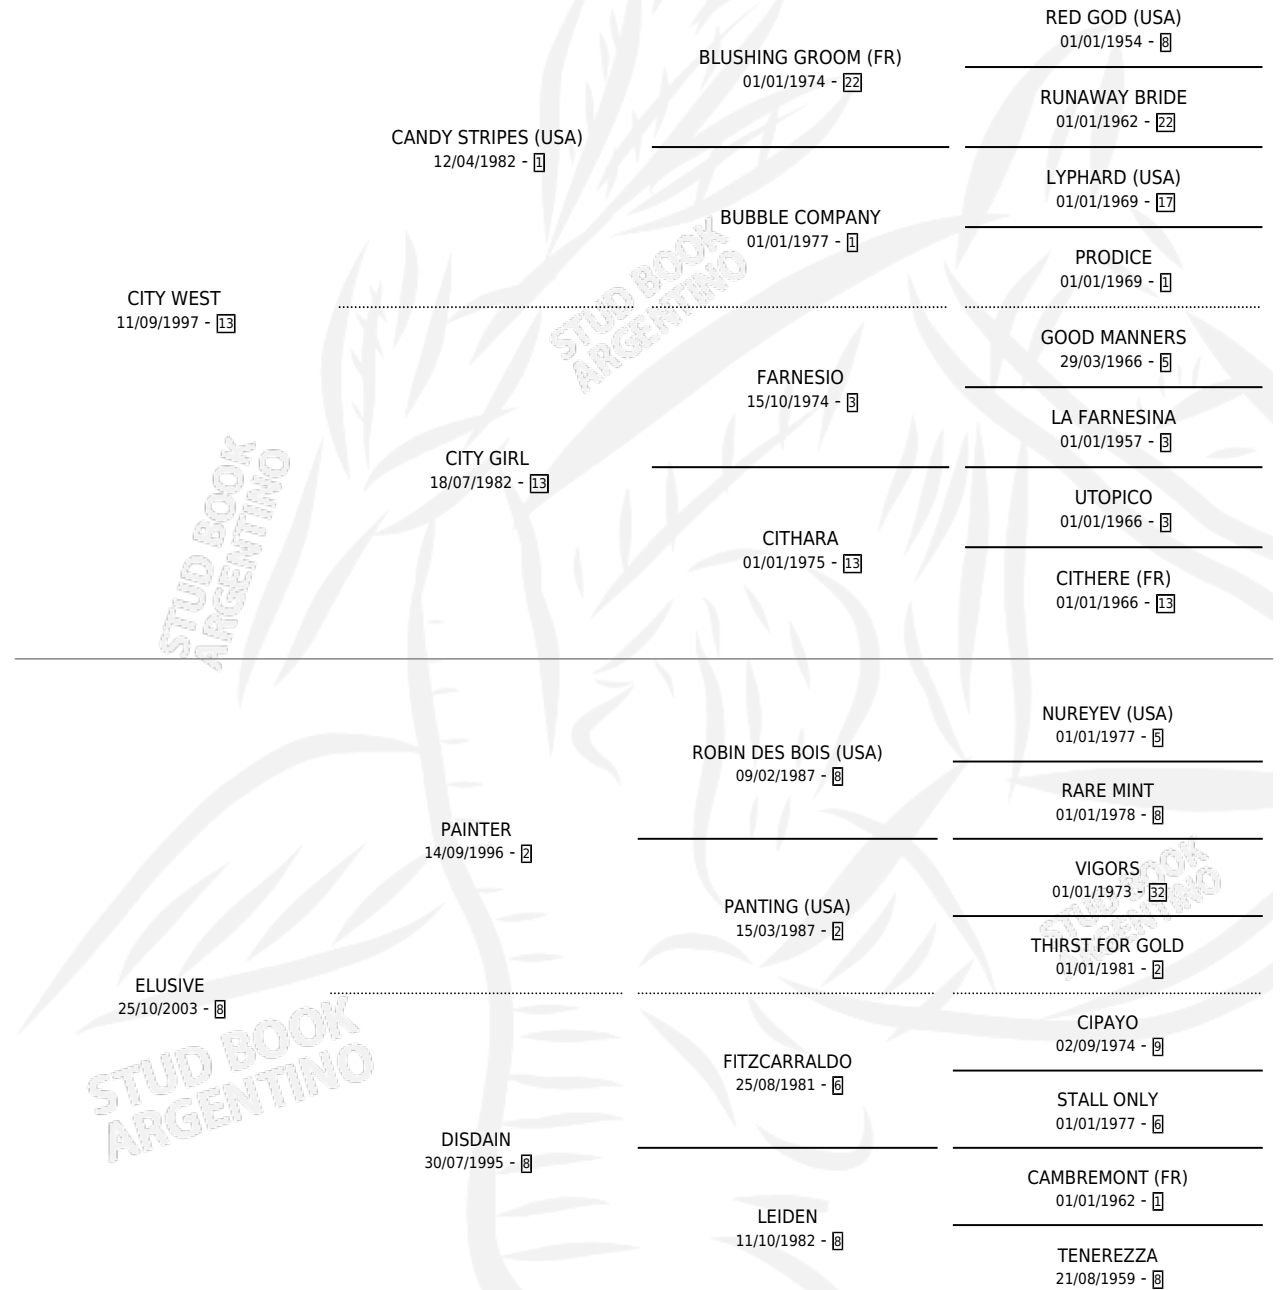 RED GOD (USA)
01/01/1954 - 8
BLUSHING GROOM (FR)
01/01/1974 - 22
RUNAWAY BRIDE
01/01/1962 - 22
CANDY STRIPES (USA)
12/04/1982 - 1
LYPHARD (USA)
01/01/1969 - 17
BUBBLE COMPANY
01/01/1977 - 1
PRODICE
01/01/1969 - 1
CITY WEST
11/09/1997 - 13
STUD BOOK
ARGENTINO
GOOD MANNERS
29/03/1966 - 5
FARNESIO
15/10/1974 - 3
LA FARNESINA
01/01/1957 - 3
CITY GIRL
18/07/1982 - 13
UTOPICO
01/01/1966 - 3
CITHARA
01/01/1975 - 13
CITHERE (FR)
01/01/1966 - 13
STUD BOOK
ARGENTINO
NUREYEV (USA)
01/01/1977 - 5
ROBIN DES BOIS (USA)
09/02/1987 - 8
RARE MINT
01/01/1978 - 8
PAINTER
14/09/1996 - 2
VIGORS
01/01/1973 - 32
PANTING (USA)
15/03/1987 - 2
STUD BOOK
ARGENTINO
THIRST FOR GOLD
01/01/1981 - 2
ELUSIVE
25/10/2003 - 8
STUD BOOK
ARGENTINO
CIPAYO
02/09/1974 - 9
FITZCARRALDO
25/08/1981 - 6
STALL ONLY
01/01/1977 - 6
DISDAIN
30/07/1995 - 8
CAMBREMONT (FR)
01/01/1962 - 1
LEIDEN
11/10/1982 - 8
TENEREZZA
21/08/1959 - 8